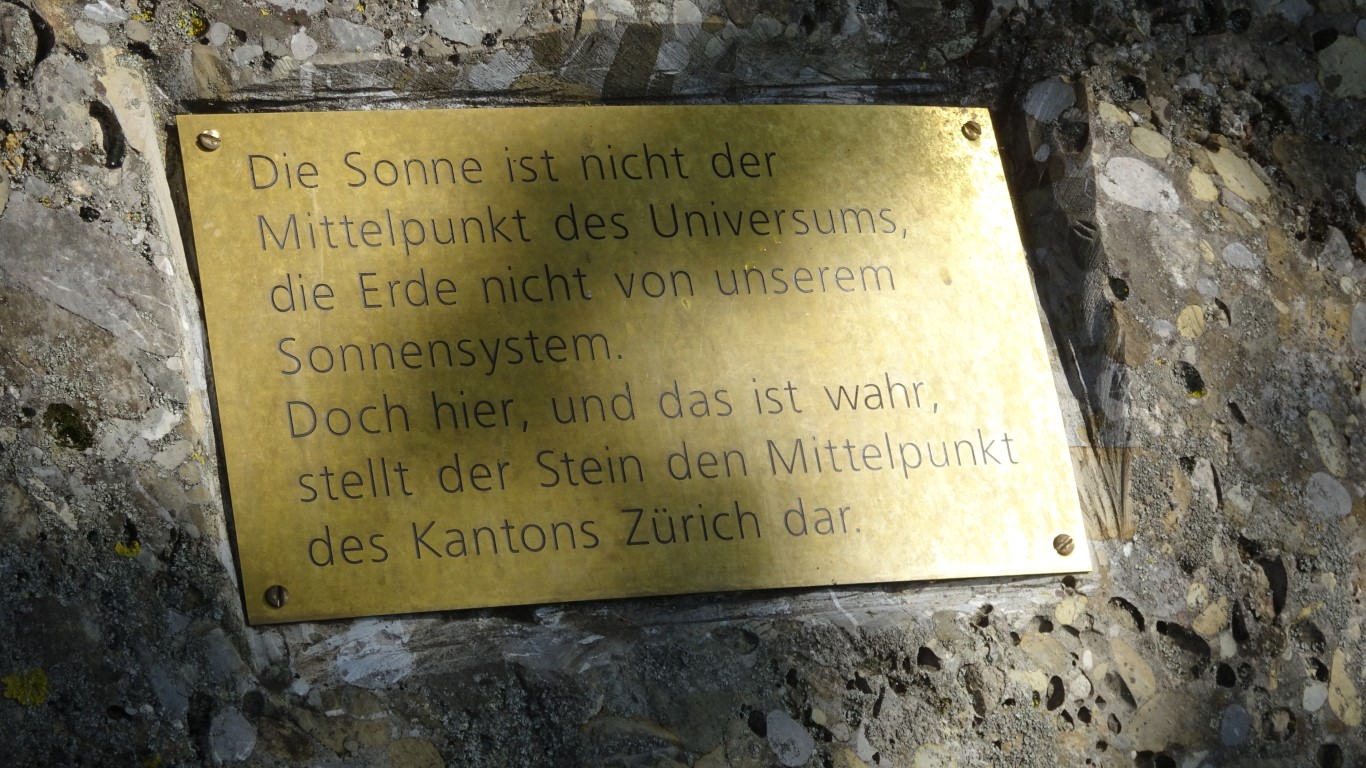 Die Sonne ist nicht der
Mittelpunkt des Universums,
die Erde nicht von unserem
Sonnensystem.
Doch hier, und das ist wahr,
stellt der Stein den Mittelpunkt
des Kantons Zürich dar.